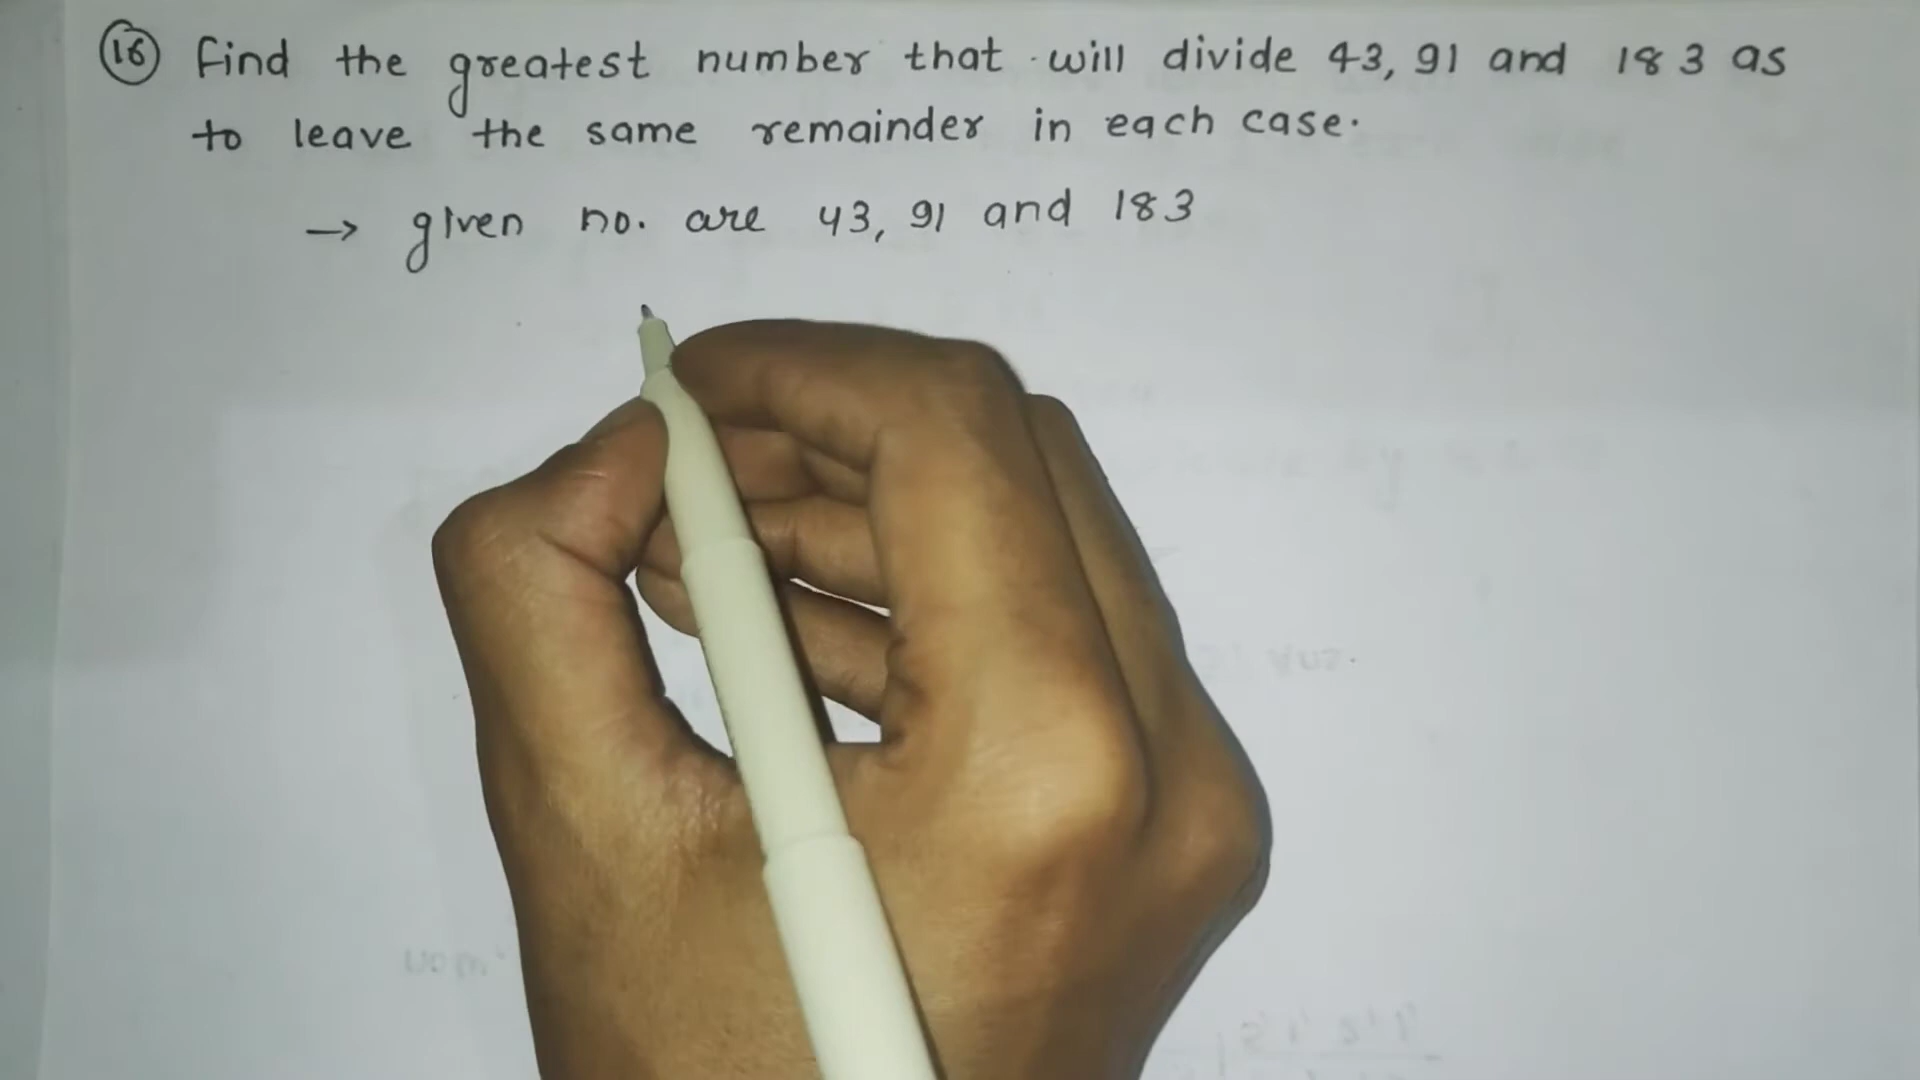 16 find the greatest number that will divide 43, 91 and 183 as
to leave the same remainder in each case.
→ given no. are 43, 91 and 183